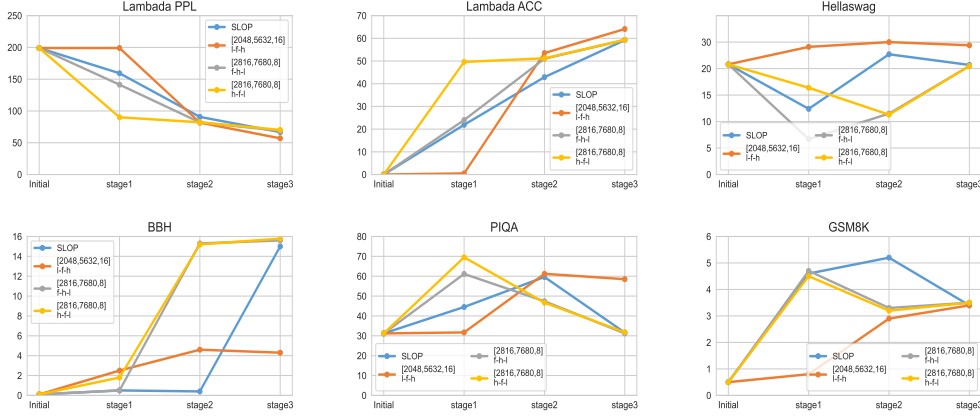 Lambada PPL
250
200
150
100
50
0
Initial stage1 stage2 stage3
SLOP
[2048,5632,16]
l-f-h
[2816,7680,8]
f-h-l
[2816,7680,8]
h-f-l
Lambada ACC
70
60
50
40
30
20
10
0
Initial stage1 stage2 stage3
SLOP
[2048,5632,16]
l-f-h
[2816,7680,8]
f-h-l
[2816,7680,8]
h-f-l
Hellaswag
30
25
20
15
10
5
0
Initial stage1 stage2 stage3
SLOP
[2048,5632,16]
l-f-h
[2816,7680,8]
f-h-l
[2816,7680,8]
h-f-l
BBH
16
14
12
10
8
6
4
2
0
Initial stage1 stage2 stage3
SLOP
[2048,5632,16]
l-f-h
[2816,7680,8]
f-h-l
[2816,7680,8]
h-f-l
PIQA
80
70
60
50
40
30
20
10
0
Initial stage1 stage2 stage3
SLOP
[2048,5632,16]
l-f-h
[2816,7680,8]
f-h-l
[2816,7680,8]
h-f-l
GSM8K
6
5
4
3
2
1
0
Initial stage1 stage2 stage3
SLOP
[2048,5632,16]
l-f-h
[2816,7680,8]
f-h-l
[2816,7680,8]
h-f-l